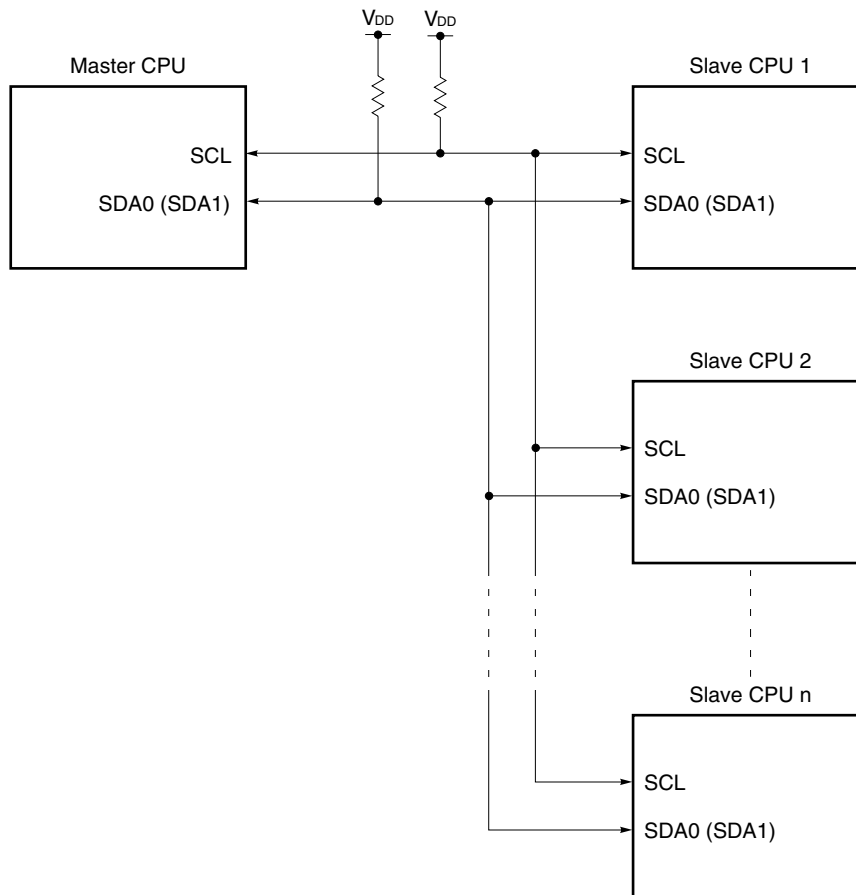 VDD VDD
Master CPU
SCL
SDA0 (SDA1)
Slave CPU 1
SCL
SDA0 (SDA1)
Slave CPU 2
SCL
SDA0 (SDA1)
Slave CPU n
SCL
SDA0 (SDA1)